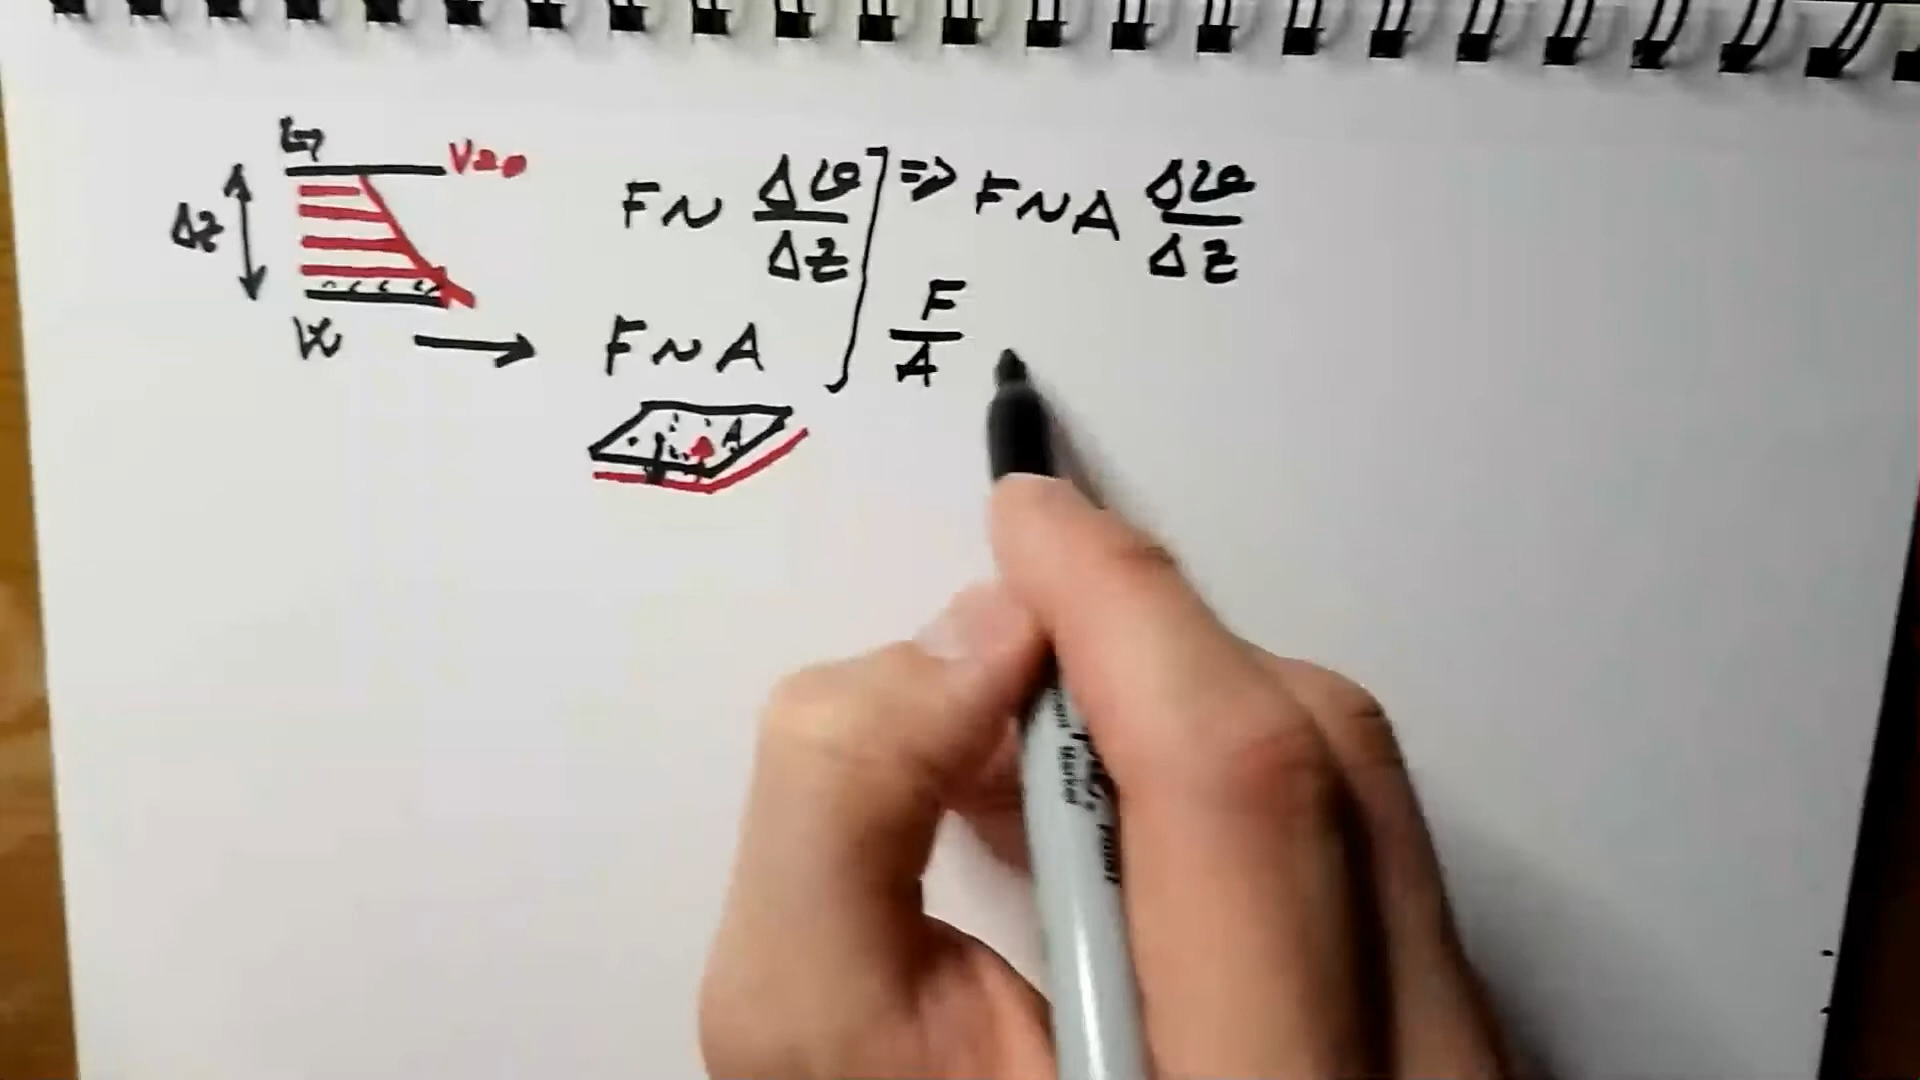 V=0
Δz
F ~ Δv / Δz ⇒ F ~ A Δv / Δz
F ~ A
F / A
A